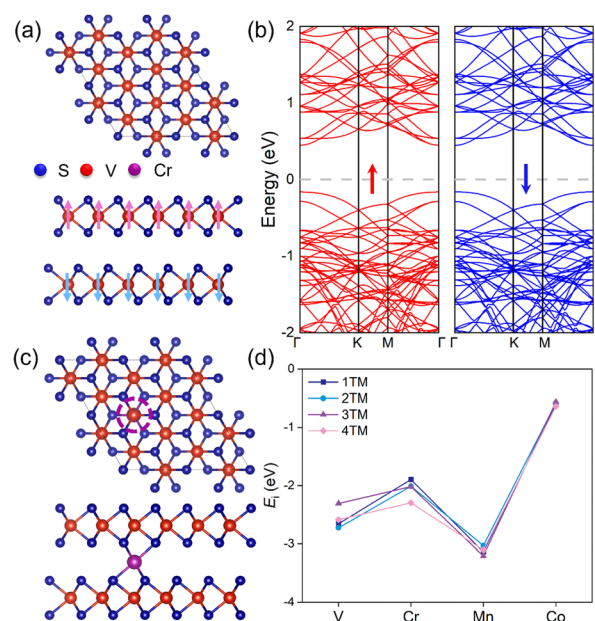 (a)
S V Cr
(b)
Energy (eV)
2
1
0
-1
-2
Γ K M Γ Γ K M Γ
(c)
(d)
1TM
2TM
3TM
4TM
Eᵢ (eV)
0
-1
-2
-3
-4
V Cr Mn Co